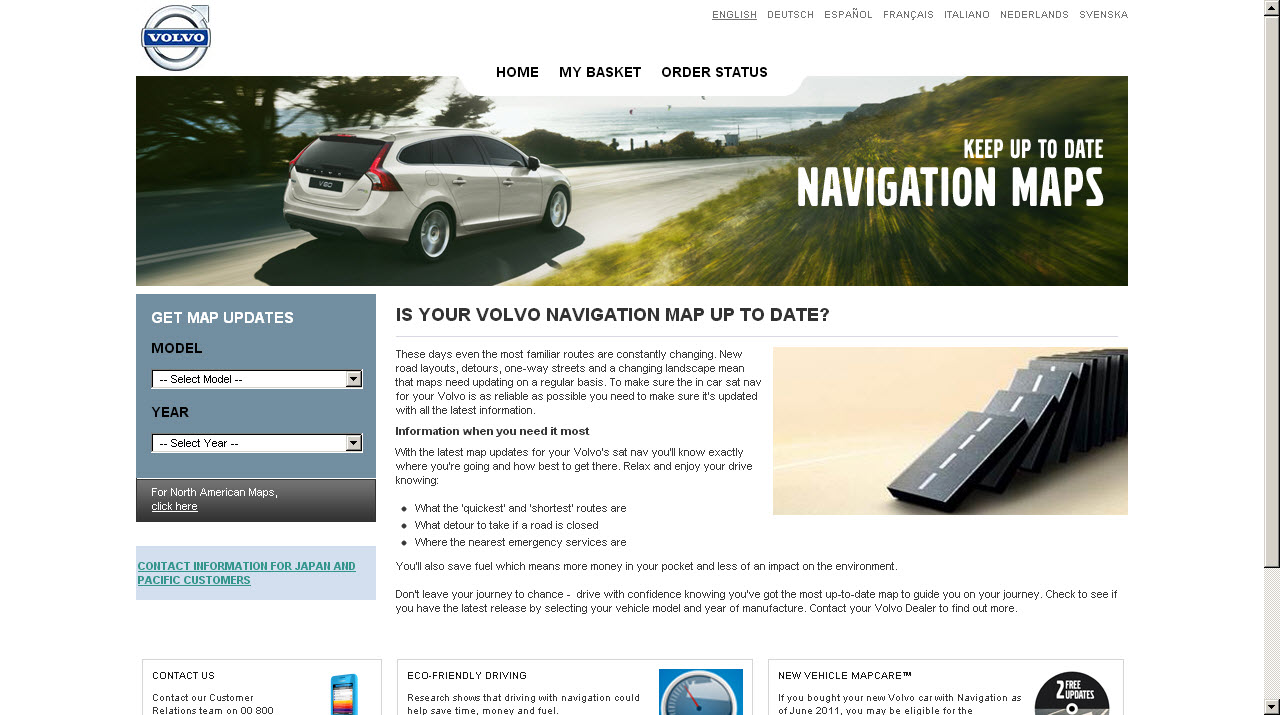 VOLVO
ENGLISH DEUTSCH ESPAÑOL FRANÇAIS ITALIANO NEDERLANDS SVENSKA
HOME MY BASKET ORDER STATUS
KEEP UP TO DATE
NAVIGATION MAPS
V60
GET MAP UPDATES
MODEL
-- Select Model --
YEAR
-- Select Year --
For North American Maps,
click here
CONTACT INFORMATION FOR JAPAN AND
PACIFIC CUSTOMERS
IS YOUR VOLVO NAVIGATION MAP UP TO DATE?
These days even the most familiar routes are constantly changing. New
road layouts, detours, one-way streets and a changing landscape mean
that maps need updating on a regular basis. To make sure the in car sat nav
for your Volvo is as reliable as possible you need to make sure it's updated
with all the latest information.
Information when you need it most
With the latest map updates for your Volvo's sat nav you'll know exactly
where you're going and how best to get there. Relax and enjoy your drive
knowing:
What the 'quickest' and 'shortest' routes are
What detour to take if a road is closed
Where the nearest emergency services are
You'll also save fuel which means more money in your pocket and less of an impact on the environment.
Don't leave your journey to chance - drive with confidence knowing you've got the most up-to-date map to guide you on your journey. Check to see if
you have the latest release by selecting your vehicle model and year of manufacture. Contact your Volvo Dealer to find out more.
CONTACT US
Contact our Customer
Relations team on 00 800
ECO-FRIENDLY DRIVING
Research shows that driving with navigation can
help save time, money and fuel.
NEW VEHICLE MAPCARE™
If you bought your new Volvo car with Navigation as
of June 2011, you may be eligible for the
2 FREE
UPDATES